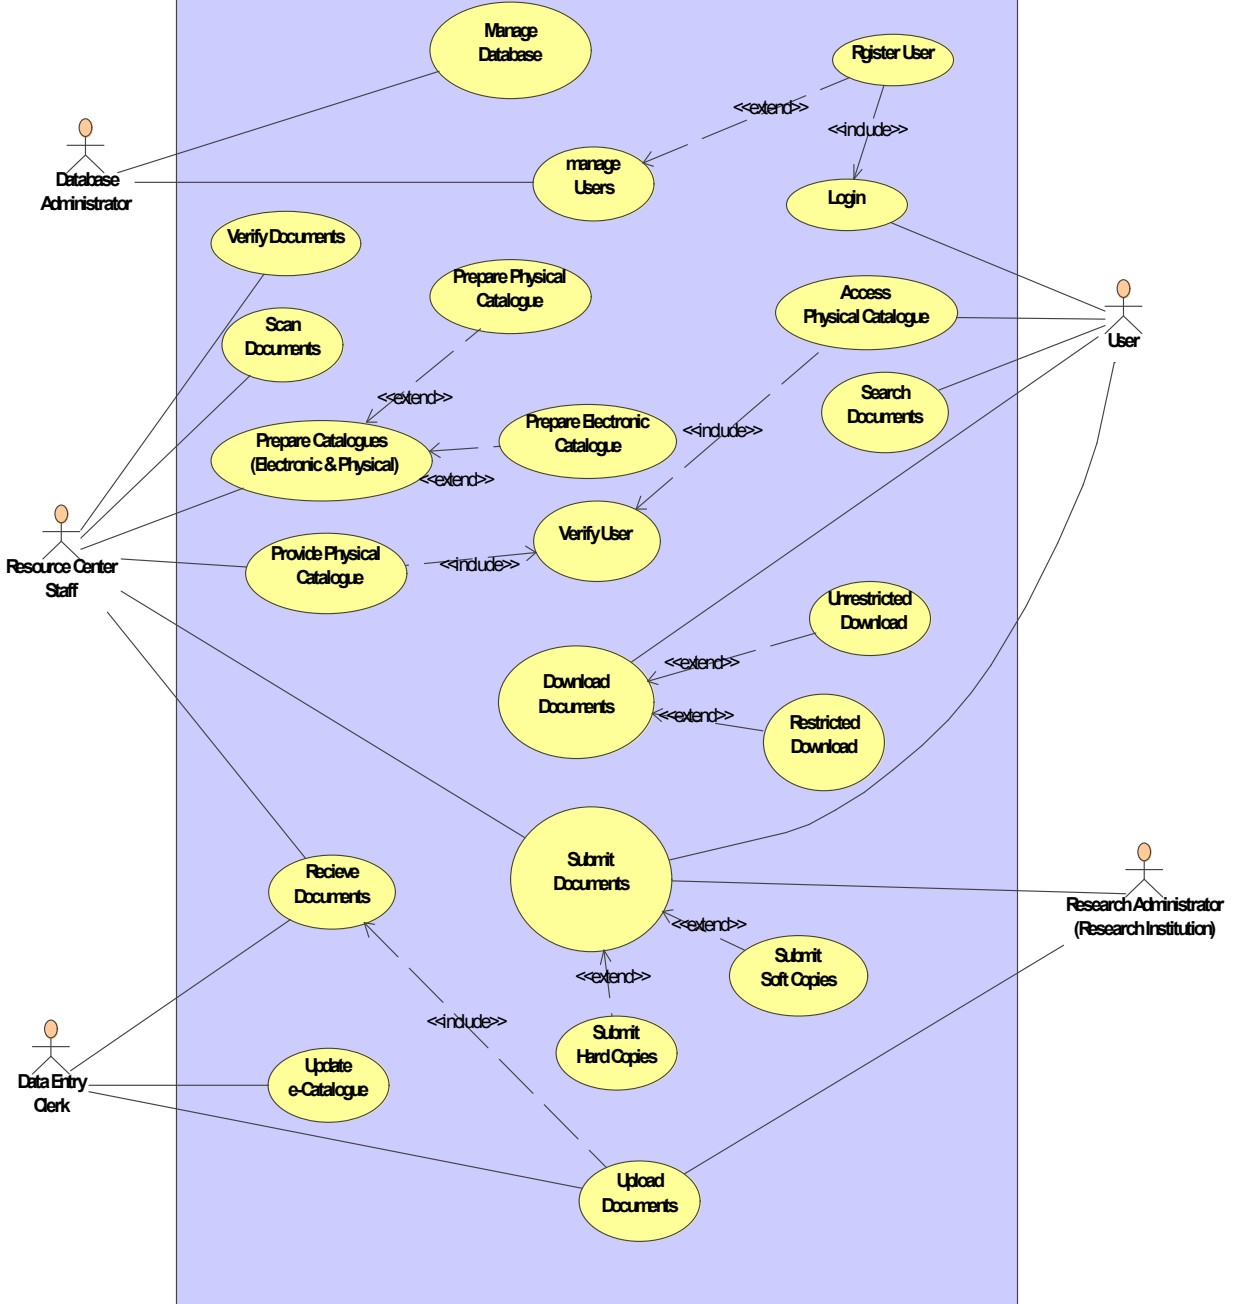 Manage
Database
Rgister User
<<extend>>
<<include>>
manage
Users
Database
Administrator
Login
Verify Documents
Prepare Physical
Catalogue
Access
Physical Catalogue
Scan
Documents
User
<<extend>>
Search
Documents
Prepare Catalogues
(Electronic & Physical)
Prepare Electronic
Catalogue
<<include>>
<<extend>>
Verify User
Resource Center
Staff
Provide Physical
Catalogue
<<include>>
Unrestricted
Download
<<extend>>
Download
Documents
<<extend>>
Restricted
Download
Submit
Documents
Recieve
Documents
Research Administrator
(Research Institution)
<<extend>>
Submit
Soft Copies
<<extend>>
<<include>>
Submit
Hard Copies
Update
e-Catalogue
Data Entry
Clerk
Upload
Documents